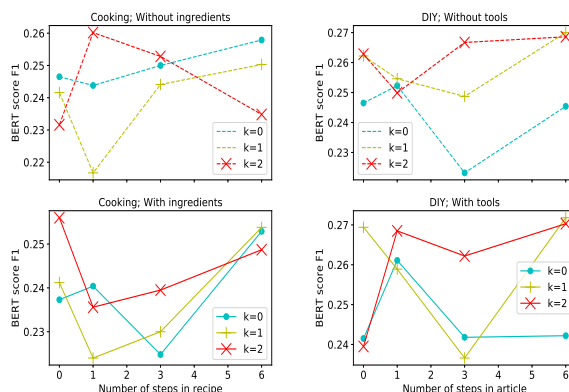 Cooking; Without ingredients
BERT score F1
0.26
0.25
0.24
0.23
0.22
k=0
k=1
k=2
DIY; Without tools
BERT score F1
0.27
0.26
0.25
0.24
0.23
k=0
k=1
k=2
Cooking; With ingredients
BERT score F1
0.25
0.24
0.23
k=0
k=1
k=2
0 1 2 3 4 5 6
Number of steps in recipe
DIY; With tools
BERT score F1
0.27
0.26
0.25
0.24
k=0
k=1
k=2
0 1 2 3 4 5 6
Number of steps in article